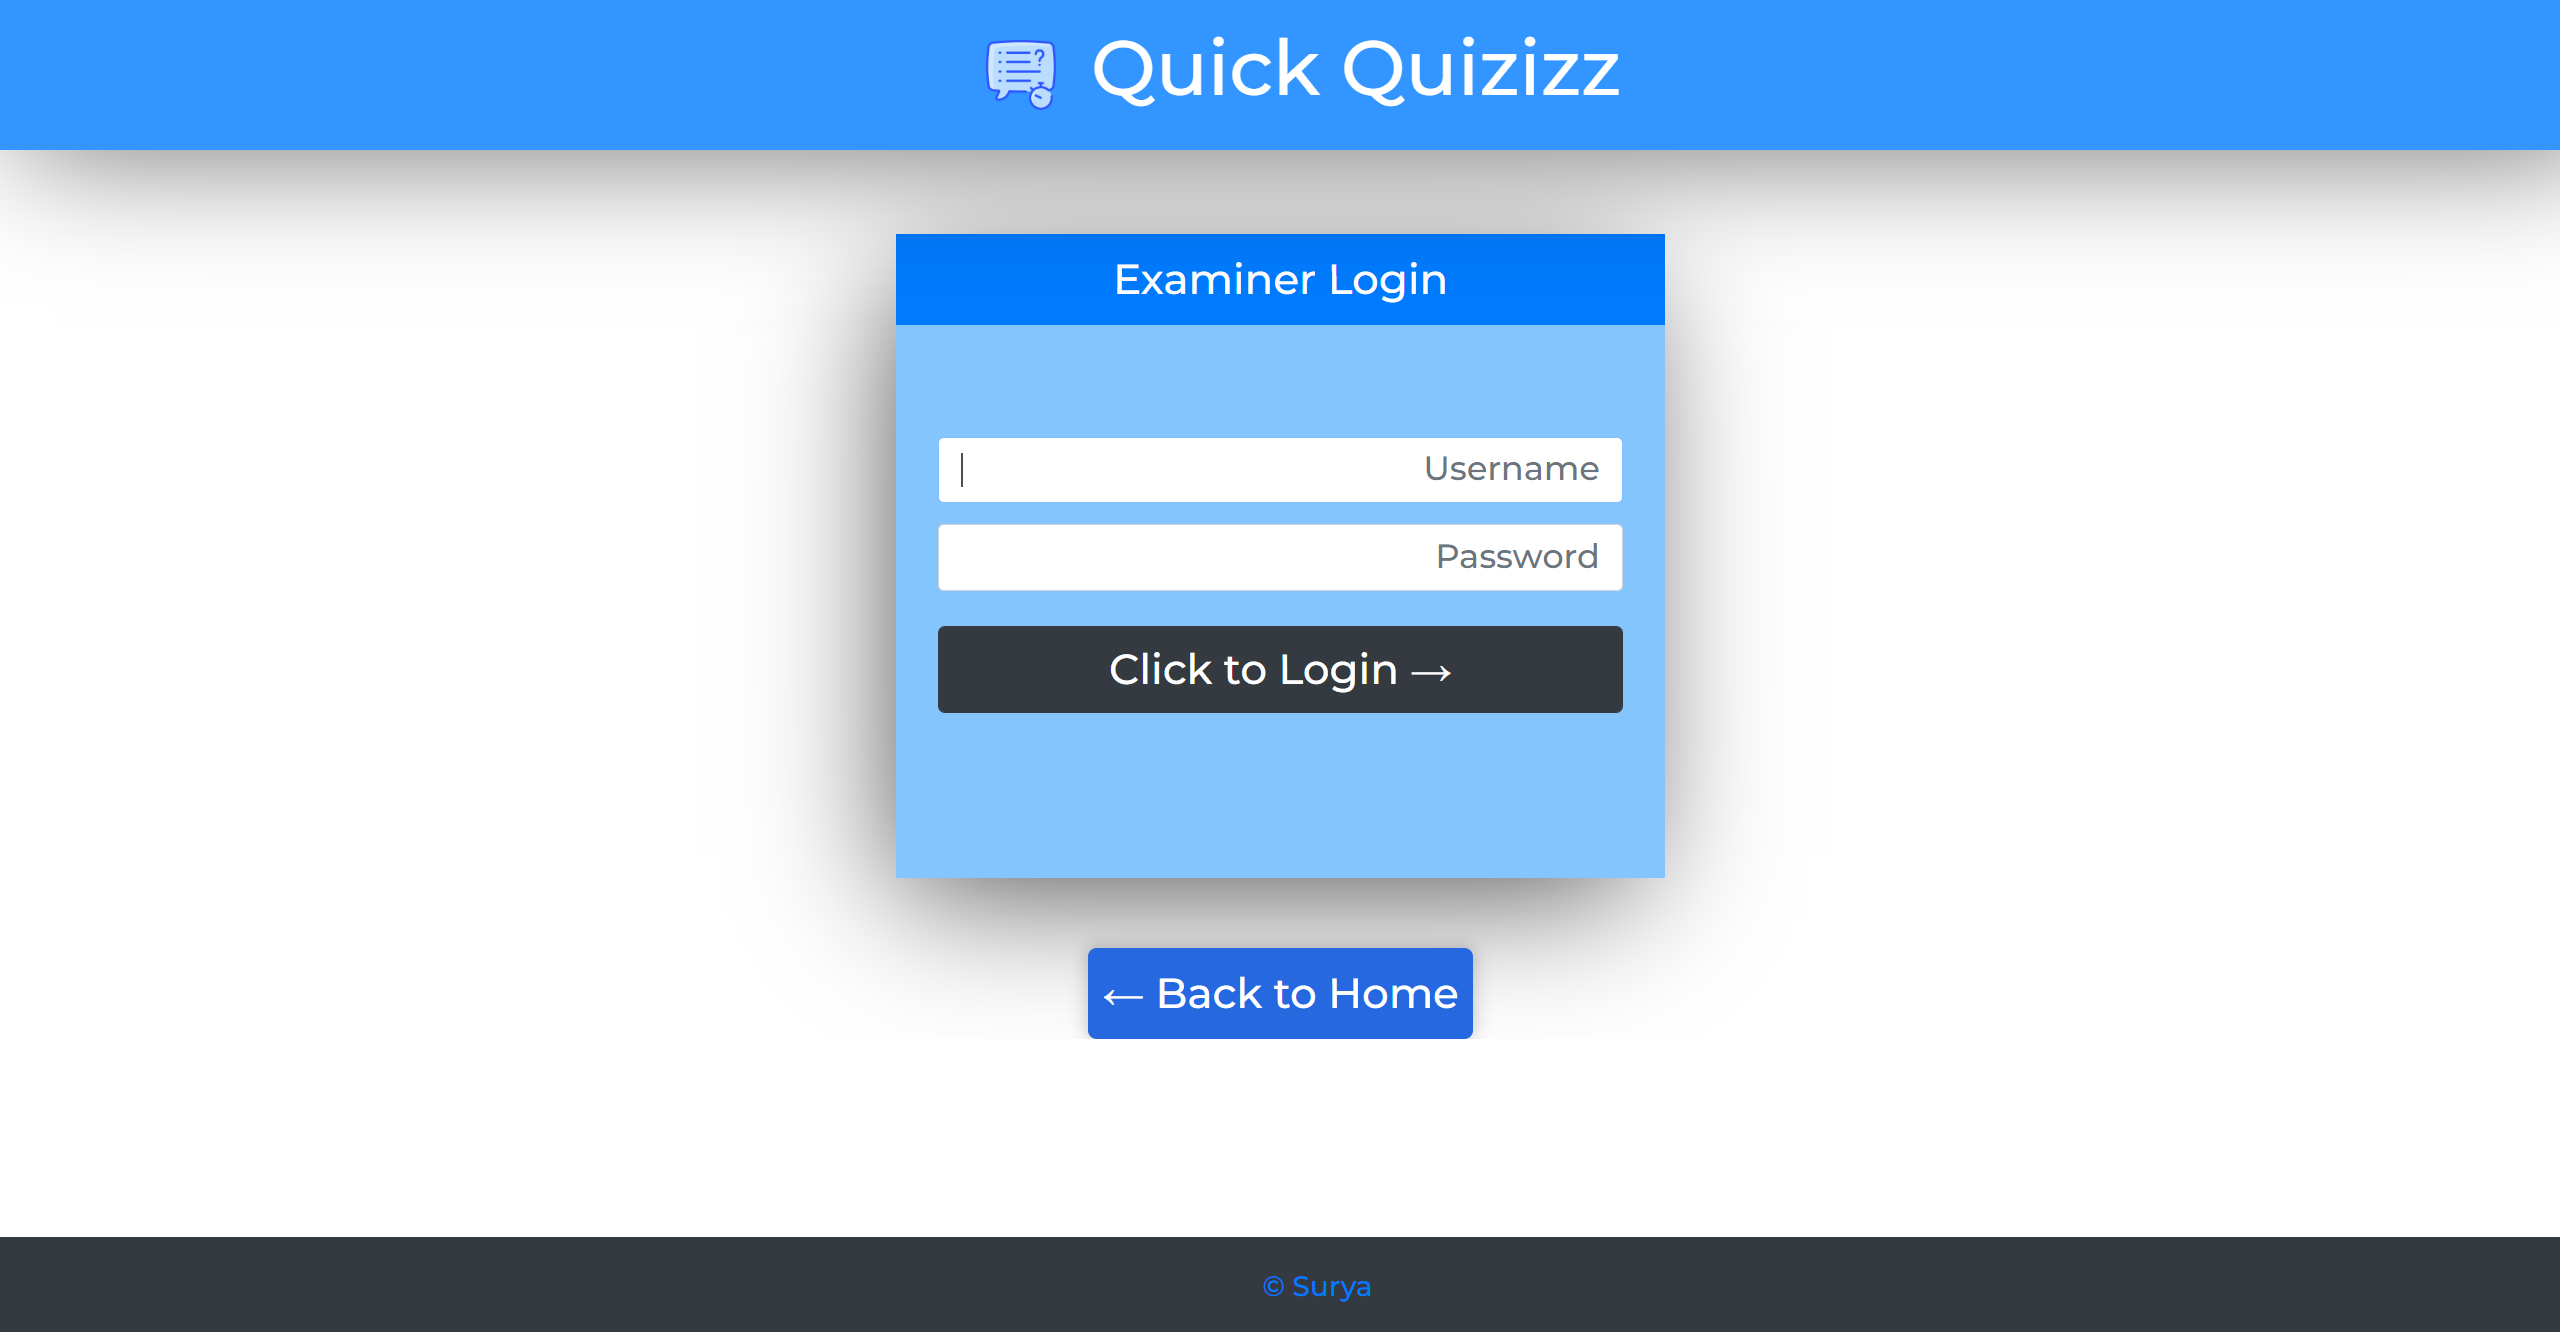 Quick Quizizz
Examiner Login
Username
Password
Click to Login →
← Back to Home
© Surya